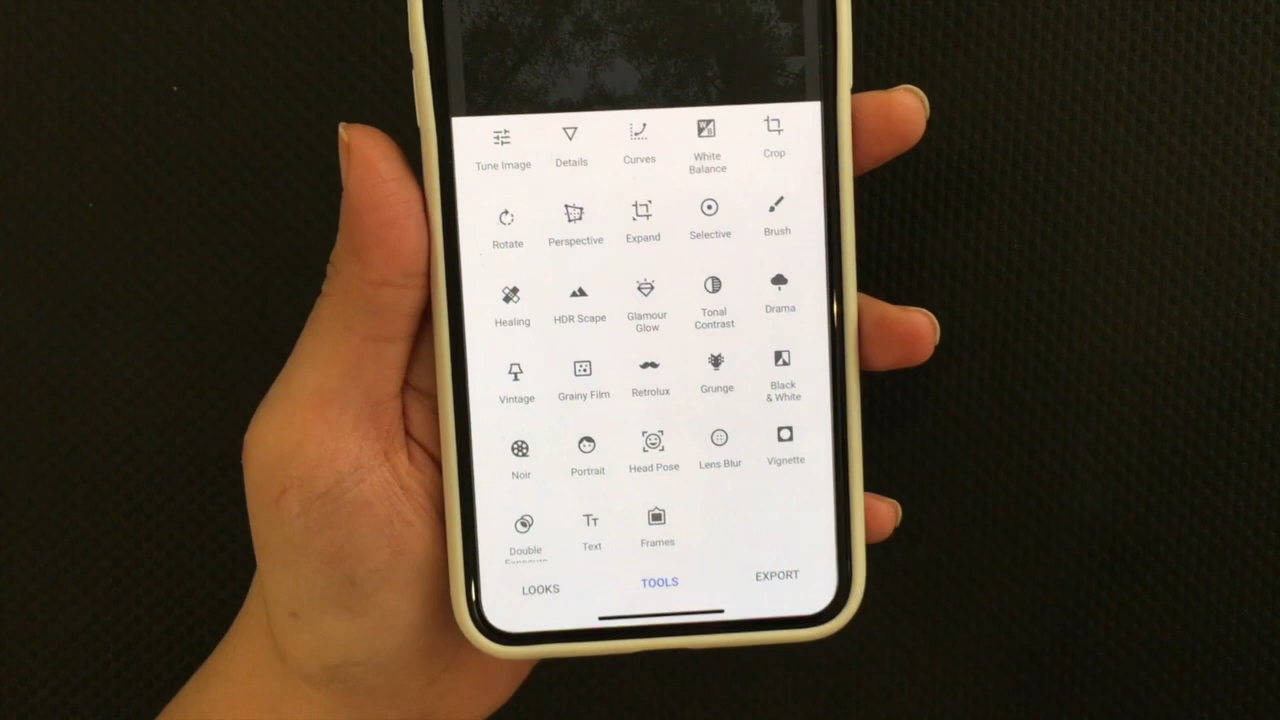 Tune Image
Details
Curves
White
Balance
Crop
Rotate
Perspective
Expand
Selective
Brush
Healing
HDR Scape
Glamour
Glow
Tonal
Contrast
Drama
Vintage
Grainy Film
Retrolux
Grunge
Black
& White
Noir
Portrait
Head Pose
Lens Blur
Vignette
Double
Text
Frames
LOOKS
TOOLS
EXPORT